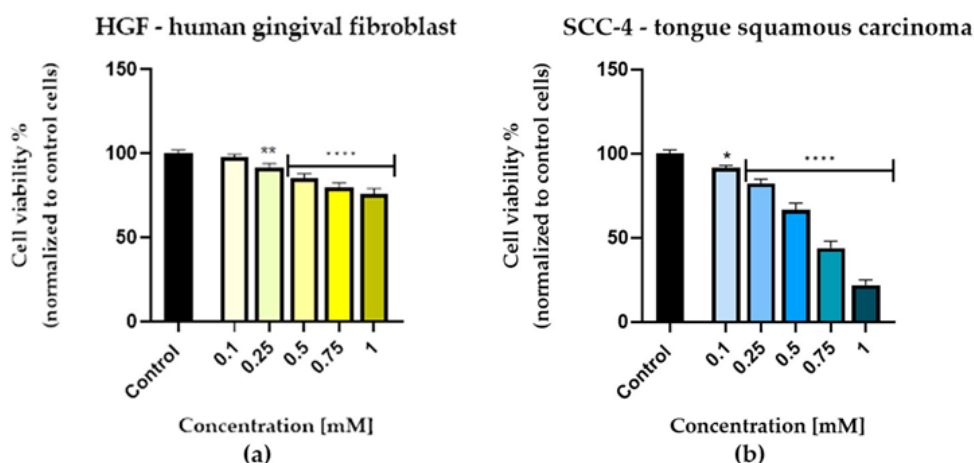 HGF - human gingival fibroblast
Cell viability %
(normalized to control cells)
150
100
50
0
**
****
Control
0.1
0.25
0.5
0.75
1
Concentration [mM]
(a)
SCC-4 - tongue squamous carcinoma
Cell viability %
(normalized to control cells)
150
100
50
0
*
****
Control
0.1
0.25
0.5
0.75
1
Concentration [mM]
(b)